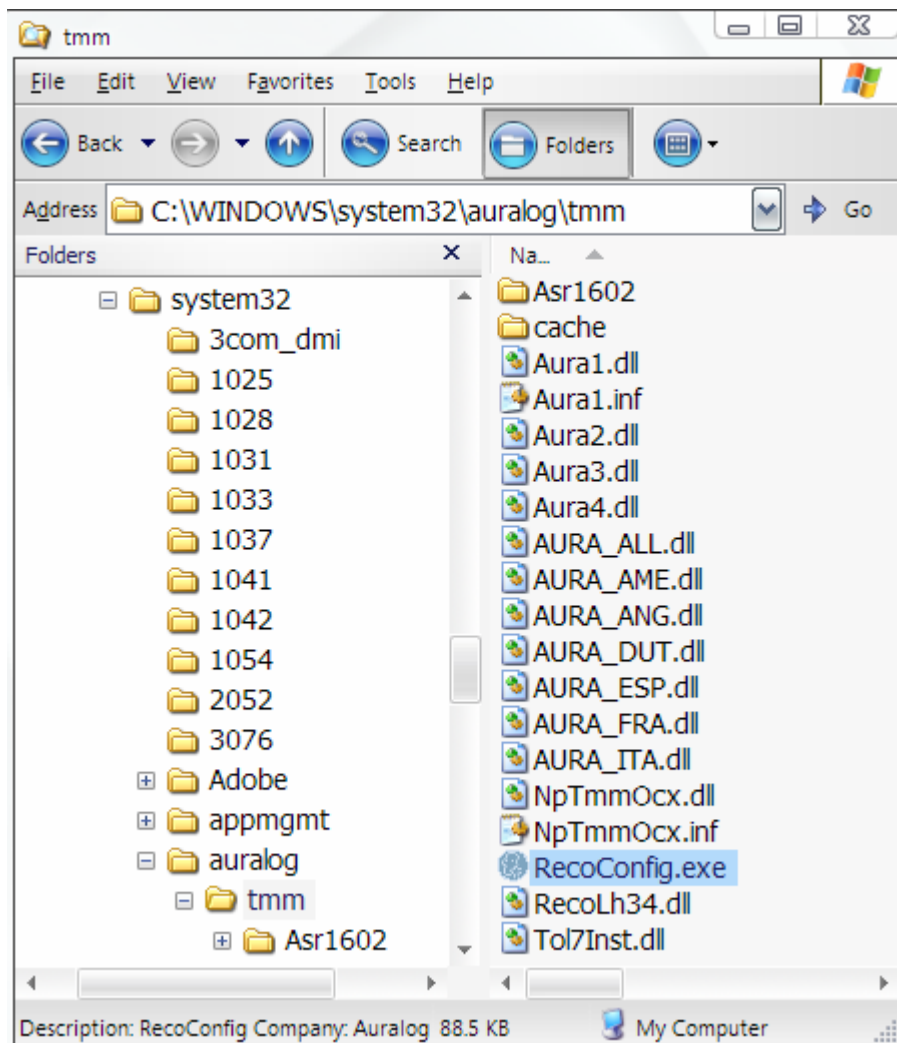 tmm
File Edit View Favorites Tools Help
Back Search Folders
Address C:\WINDOWS\system32\auralog\tmm Go
Folders
system32
3com_dmi
1025
1028
1031
1033
1037
1041
1042
1054
2052
3076
Adobe
appmgmt
auralog
tmm
Asr1602
Na...
Asr1602
cache
Aura1.dll
Aura1.inf
Aura2.dll
Aura3.dll
Aura4.dll
AURA_ALL.dll
AURA_AME.dll
AURA_ANG.dll
AURA_DUT.dll
AURA_ESP.dll
AURA_FRA.dll
AURA_ITA.dll
NpTmmOcx.dll
NpTmmOcx.inf
RecoConfig.exe
RecoLh34.dll
Tol7Inst.dll
Description: RecoConfig Company: Auralog 88.5 KB My Computer